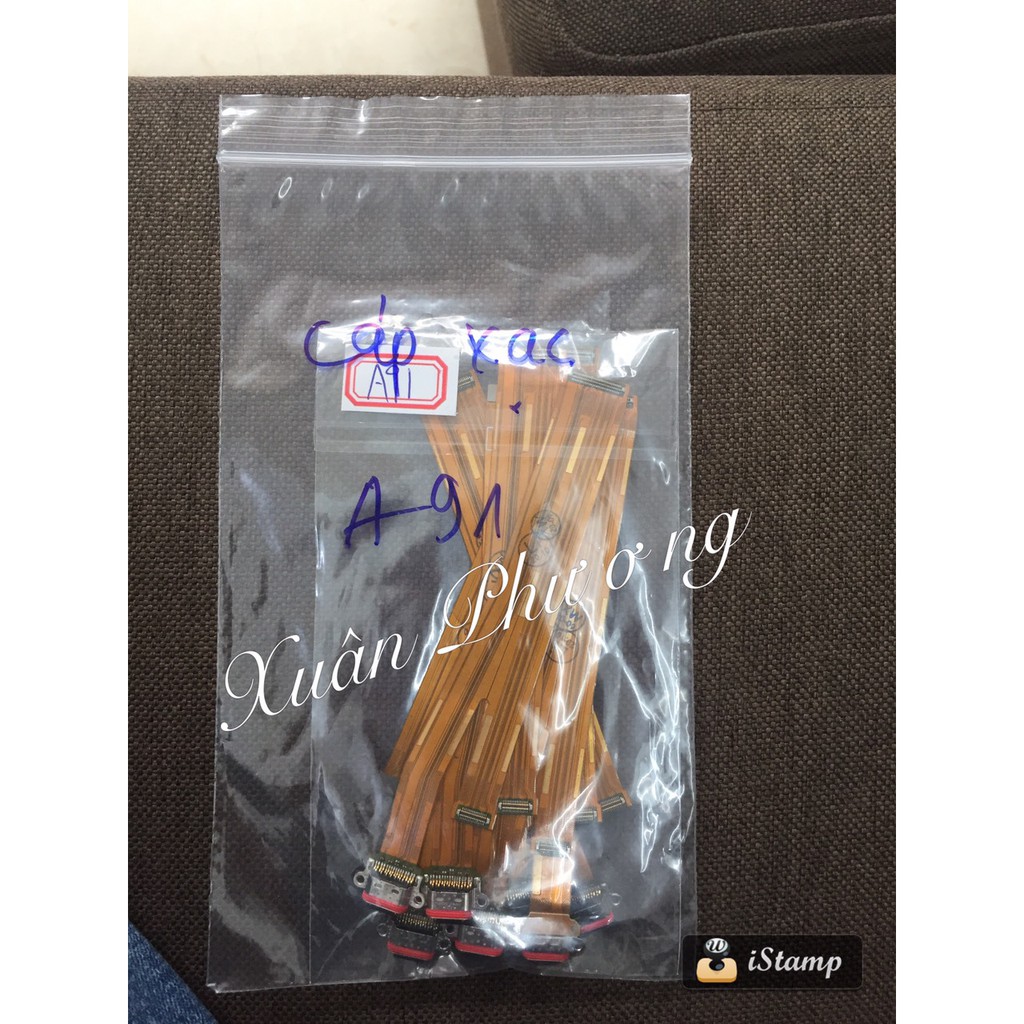 cáp xạc
A91
A-91
Xuân Phương
iStamp